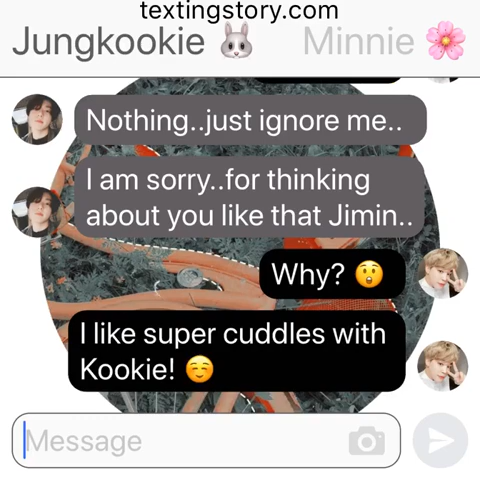 textingstory.com
Jungkookie 🐰 Minnie 🌸
Nothing..just ignore me..
I am sorry..for thinking
about you like that Jimin..
Why? 😲
I like super cuddles with
Kookie! ☺️
Message